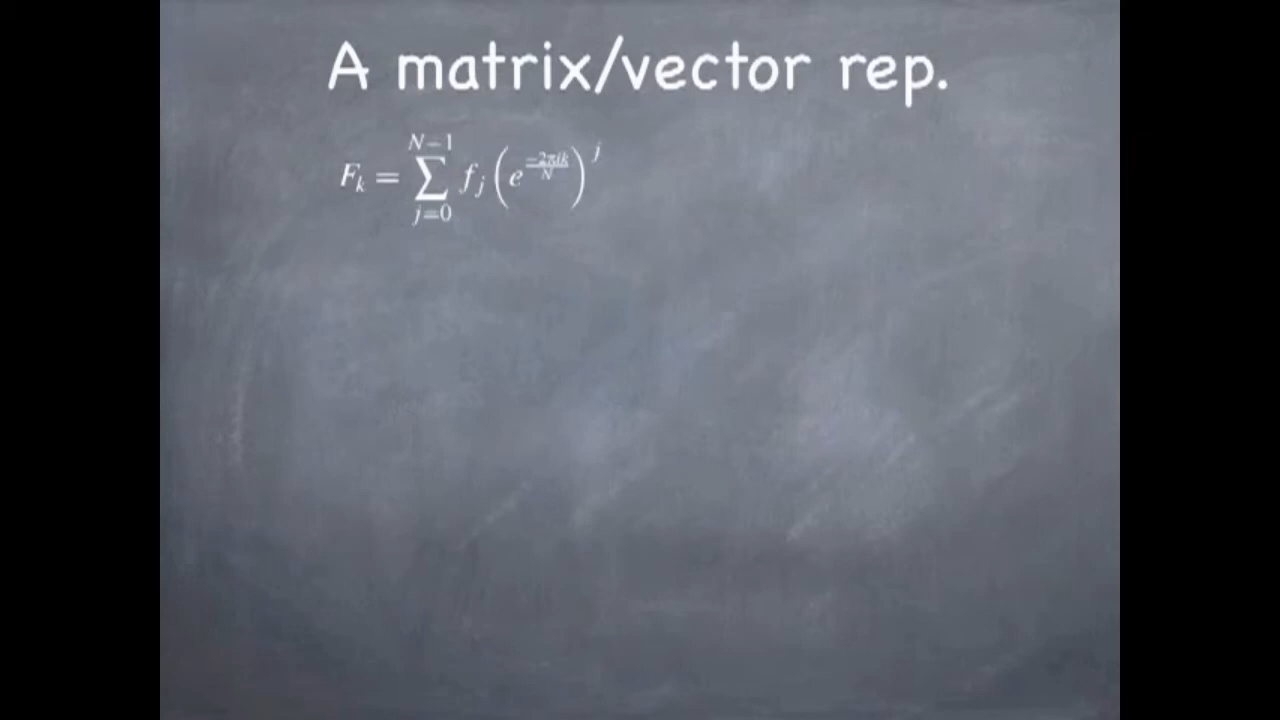 A matrix/vector rep.
$F_k = \sum_{j=0}^{N-1} f_j \left( e^{\frac{-2\pi i k}{N}} \right)^j$